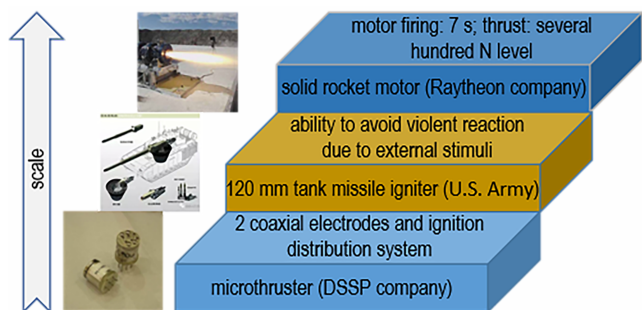 motor firing: 7 s; thrust: several
hundred N level
solid rocket motor (Raytheon company)
ability to avoid violent reaction
due to external stimuli
120 mm tank missile igniter (U.S. Army)
2 coaxial electrodes and ignition
distribution system
microthruster (DSSP company)
scale